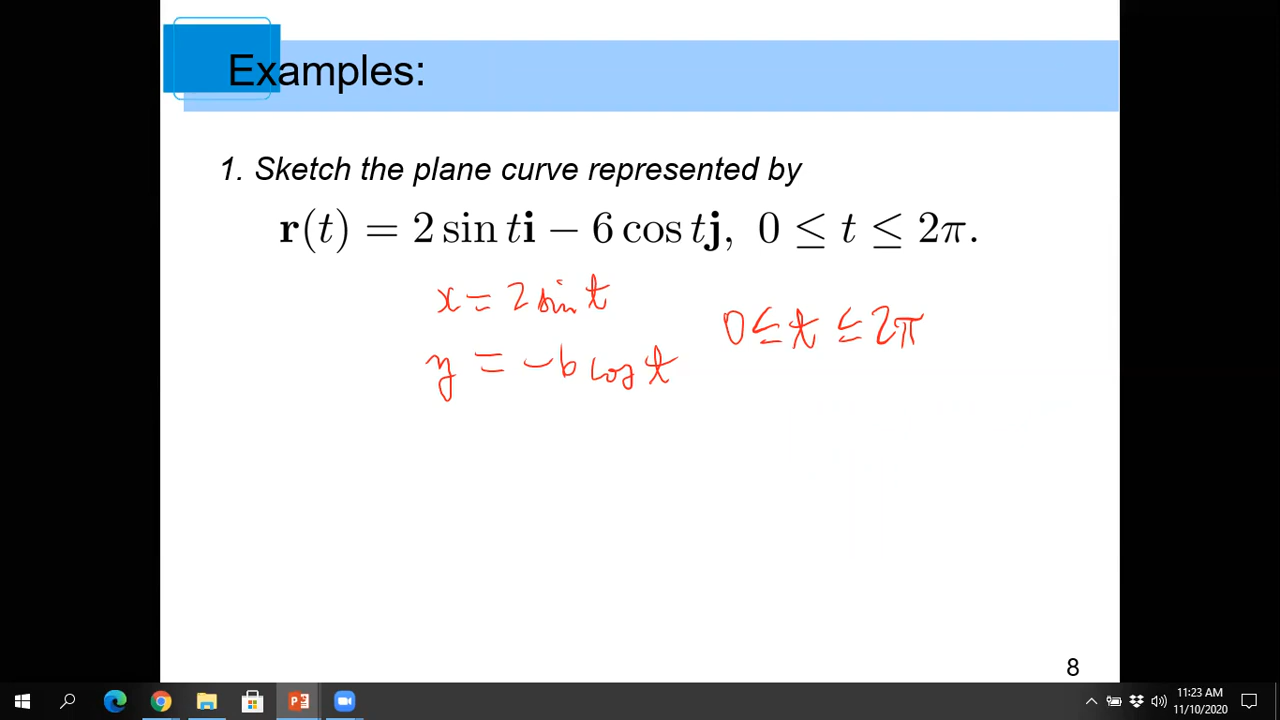 Examples:
1. Sketch the plane curve represented by
r(t) = 2 sin ti − 6 cos tj, 0 ≤ t ≤ 2π.
x = 2 sin t
0 ≤ t ≤ 2π
y = −6 cos t
8
11:23 AM
11/10/2020